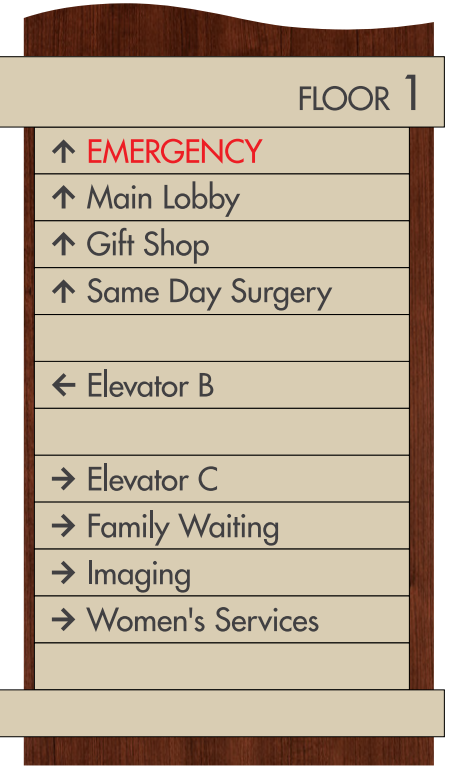 FLOOR 1
↑ EMERGENCY
↑ Main Lobby
↑ Gift Shop
↑ Same Day Surgery
← Elevator B
→ Elevator C
→ Family Waiting
→ Imaging
→ Women's Services